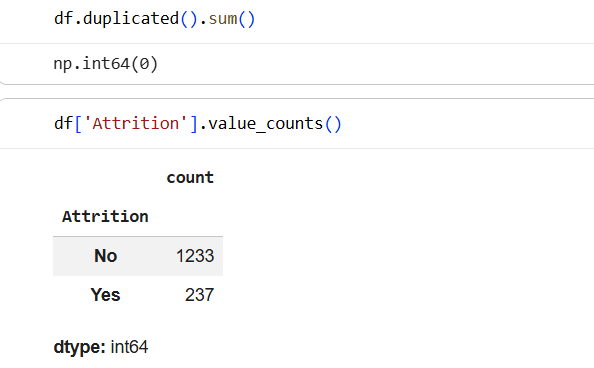 df.duplicated().sum()
np.int64(0)
df['Attrition'].value_counts()
count
Attrition
No 1233
Yes 237
dtype: int64